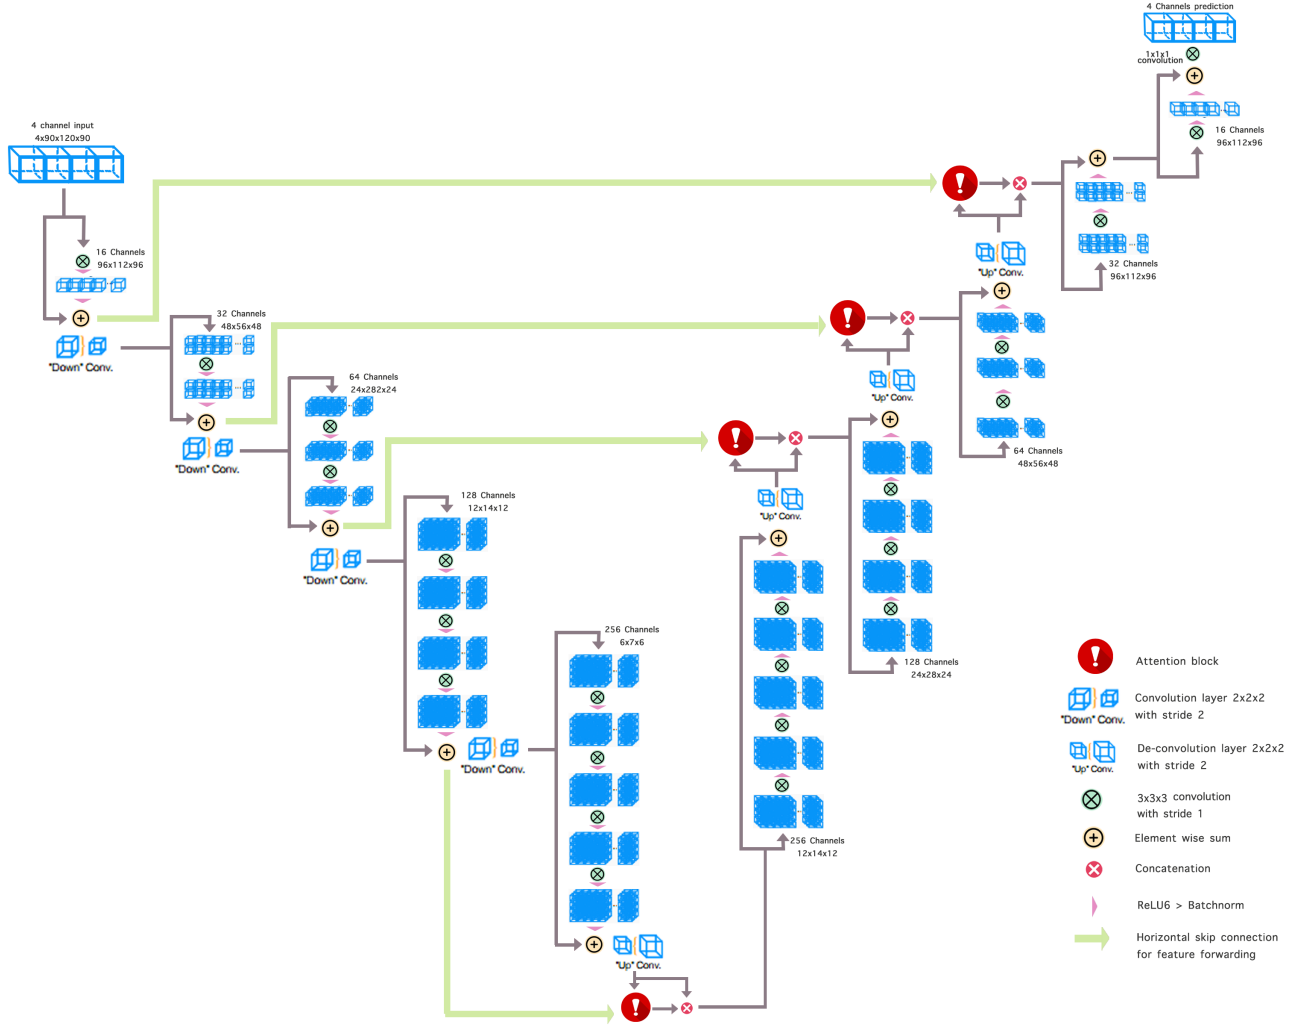 4 Channels prediction
1x1x1
convolution
16 Channels
96x112x96
4 channel input
4x90x120x90
16 Channels
96x112x96
"Down" Conv.
32 Channels
48x56x48
"Down" Conv.
64 Channels
24x282x24
"Down" Conv.
128 Channels
12x14x12
"Down" Conv.
256 Channels
6x7x6
"Up" Conv.
256 Channels
12x14x12
"Up" Conv.
128 Channels
24x28x24
"Up" Conv.
64 Channels
48x56x48
"Up" Conv.
32 Channels
96x112x96
Attention block
"Down" Conv.
Convolution layer 2x2x2
with stride 2
"Up" Conv.
De-convolution layer 2x2x2
with stride 2
3x3x3 convolution
with stride 1
Element wise sum
Concatenation
ReLU6 > Batchnorm
Horizontal skip connection
for feature forwarding